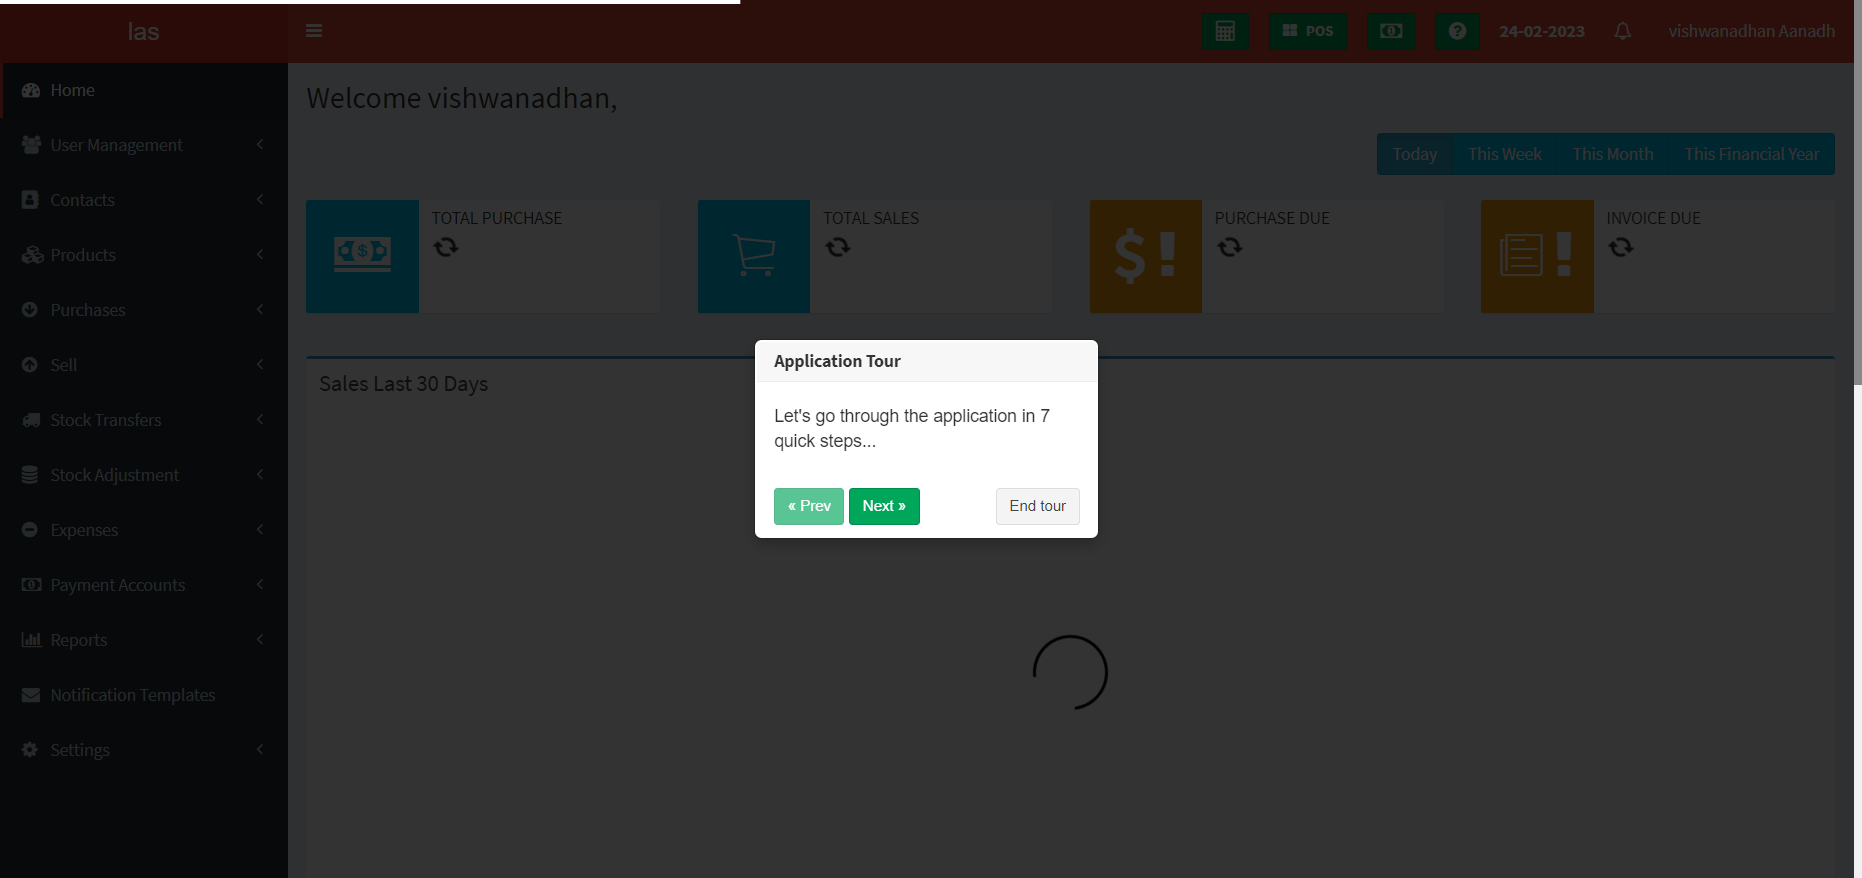 las
POS
24-02-2023
vishwanadhan Aanadh
Home
User Management
Contacts
Products
Purchases
Sell
Stock Transfers
Stock Adjustment
Expenses
Payment Accounts
Reports
Notification Templates
Settings
Welcome vishwanadhan,
Today This Week This Month This Financial Year
TOTAL PURCHASE
TOTAL SALES
PURCHASE DUE
INVOICE DUE
Sales Last 30 Days
Application Tour
Let's go through the application in 7
quick steps...
« Prev
Next »
End tour